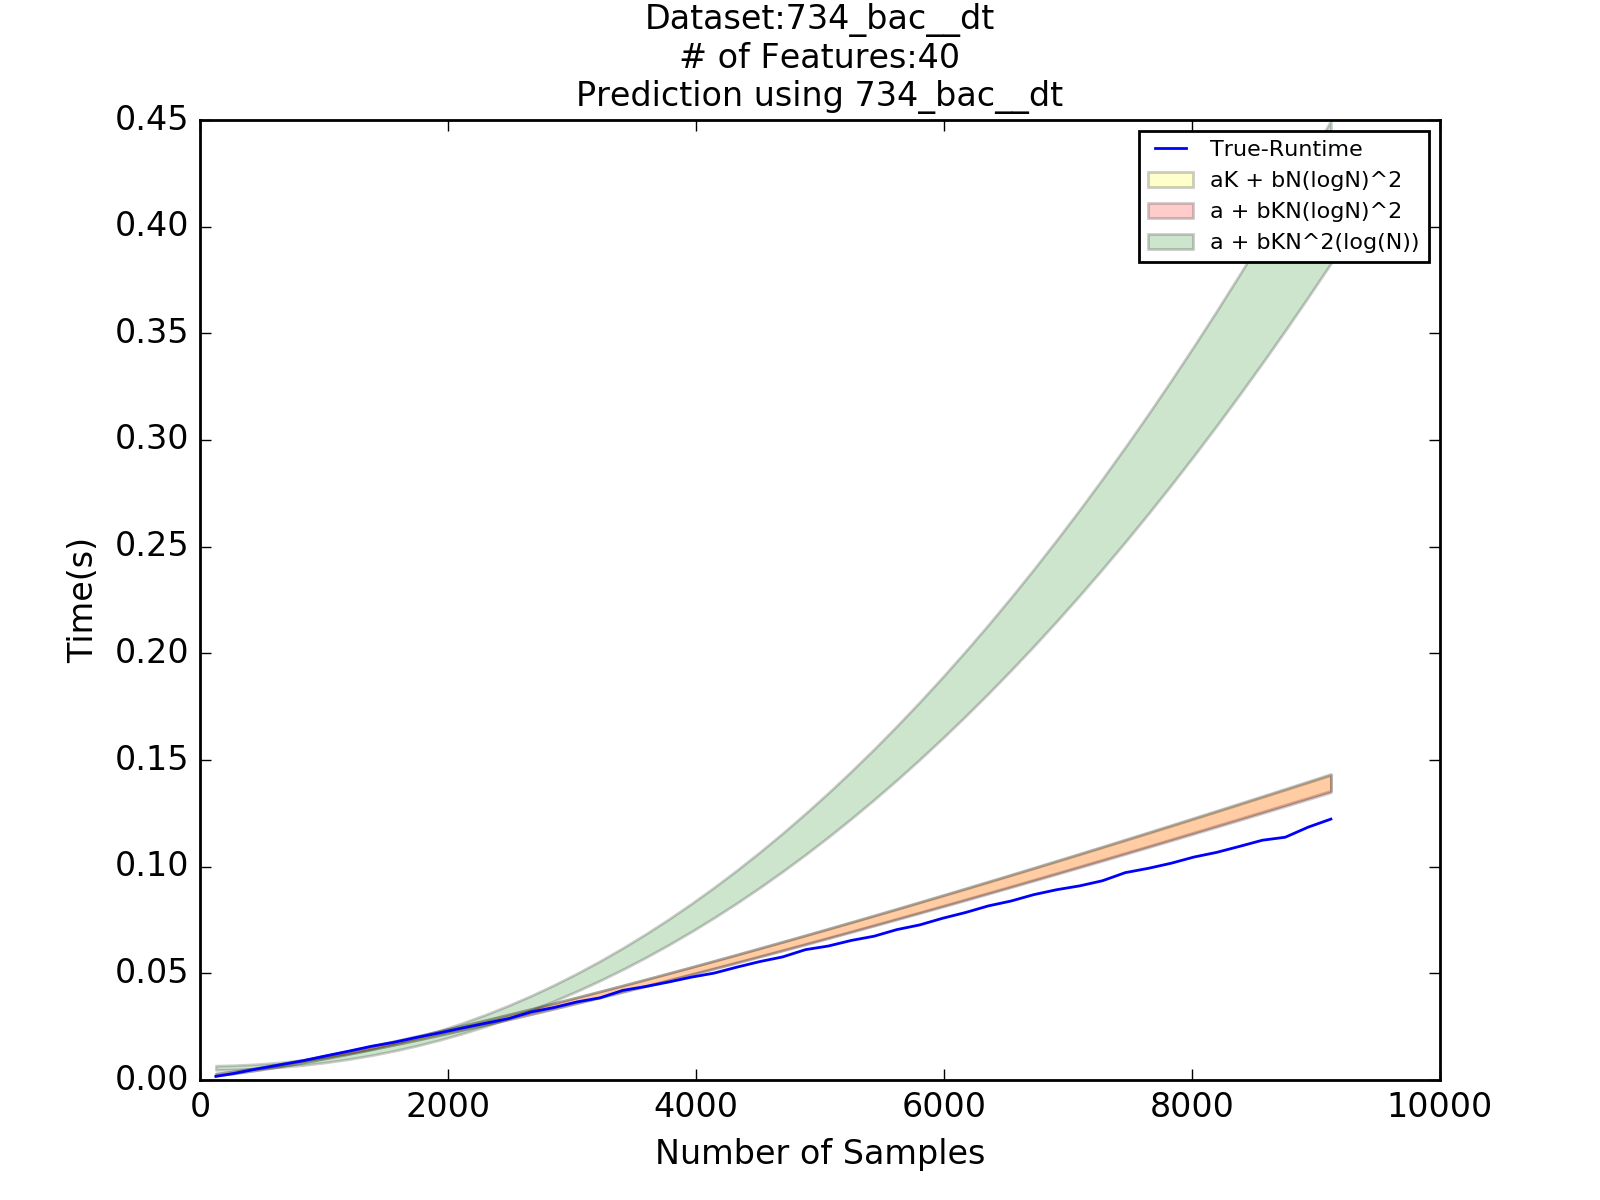 Dataset:734_bac__dt
# of Features:40
Prediction using 734_bac__dt
True-Runtime
aK + bN(logN)^2
a + bKN(logN)^2
a + bKN^2(log(N))
0.45
0.40
0.35
0.30
0.25
0.20
0.15
0.10
0.05
0.00
Time(s)
0 2000 4000 6000 8000 10000
Number of Samples